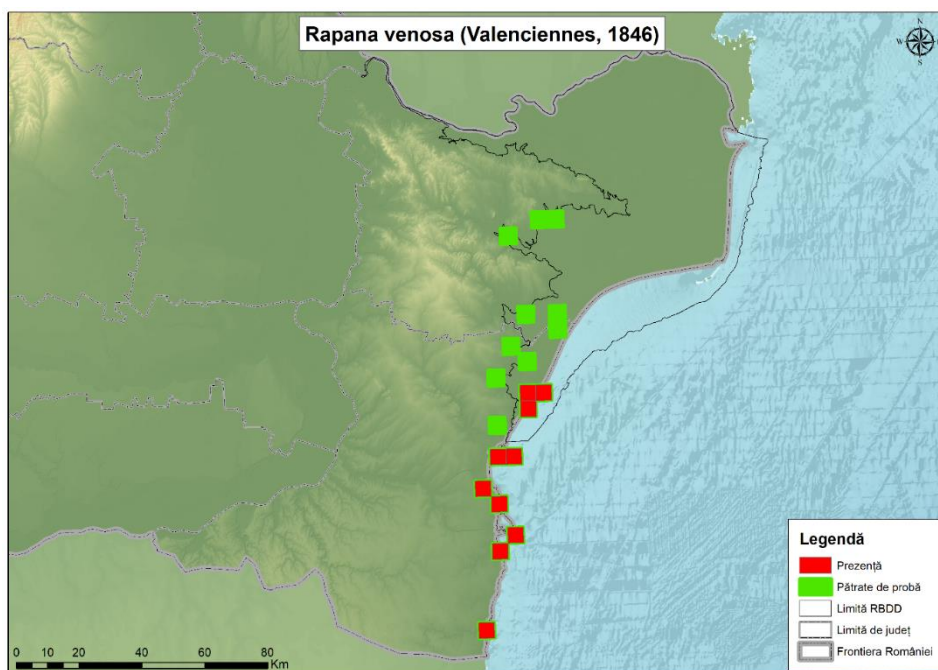 Rapana venosa (Valenciennes, 1846)
N
W E
S
Legendă
Prezență
Pătrate de probă
Limită RBDD
Limită de județ
Frontiera României
0 10 20 40 60 80
Km